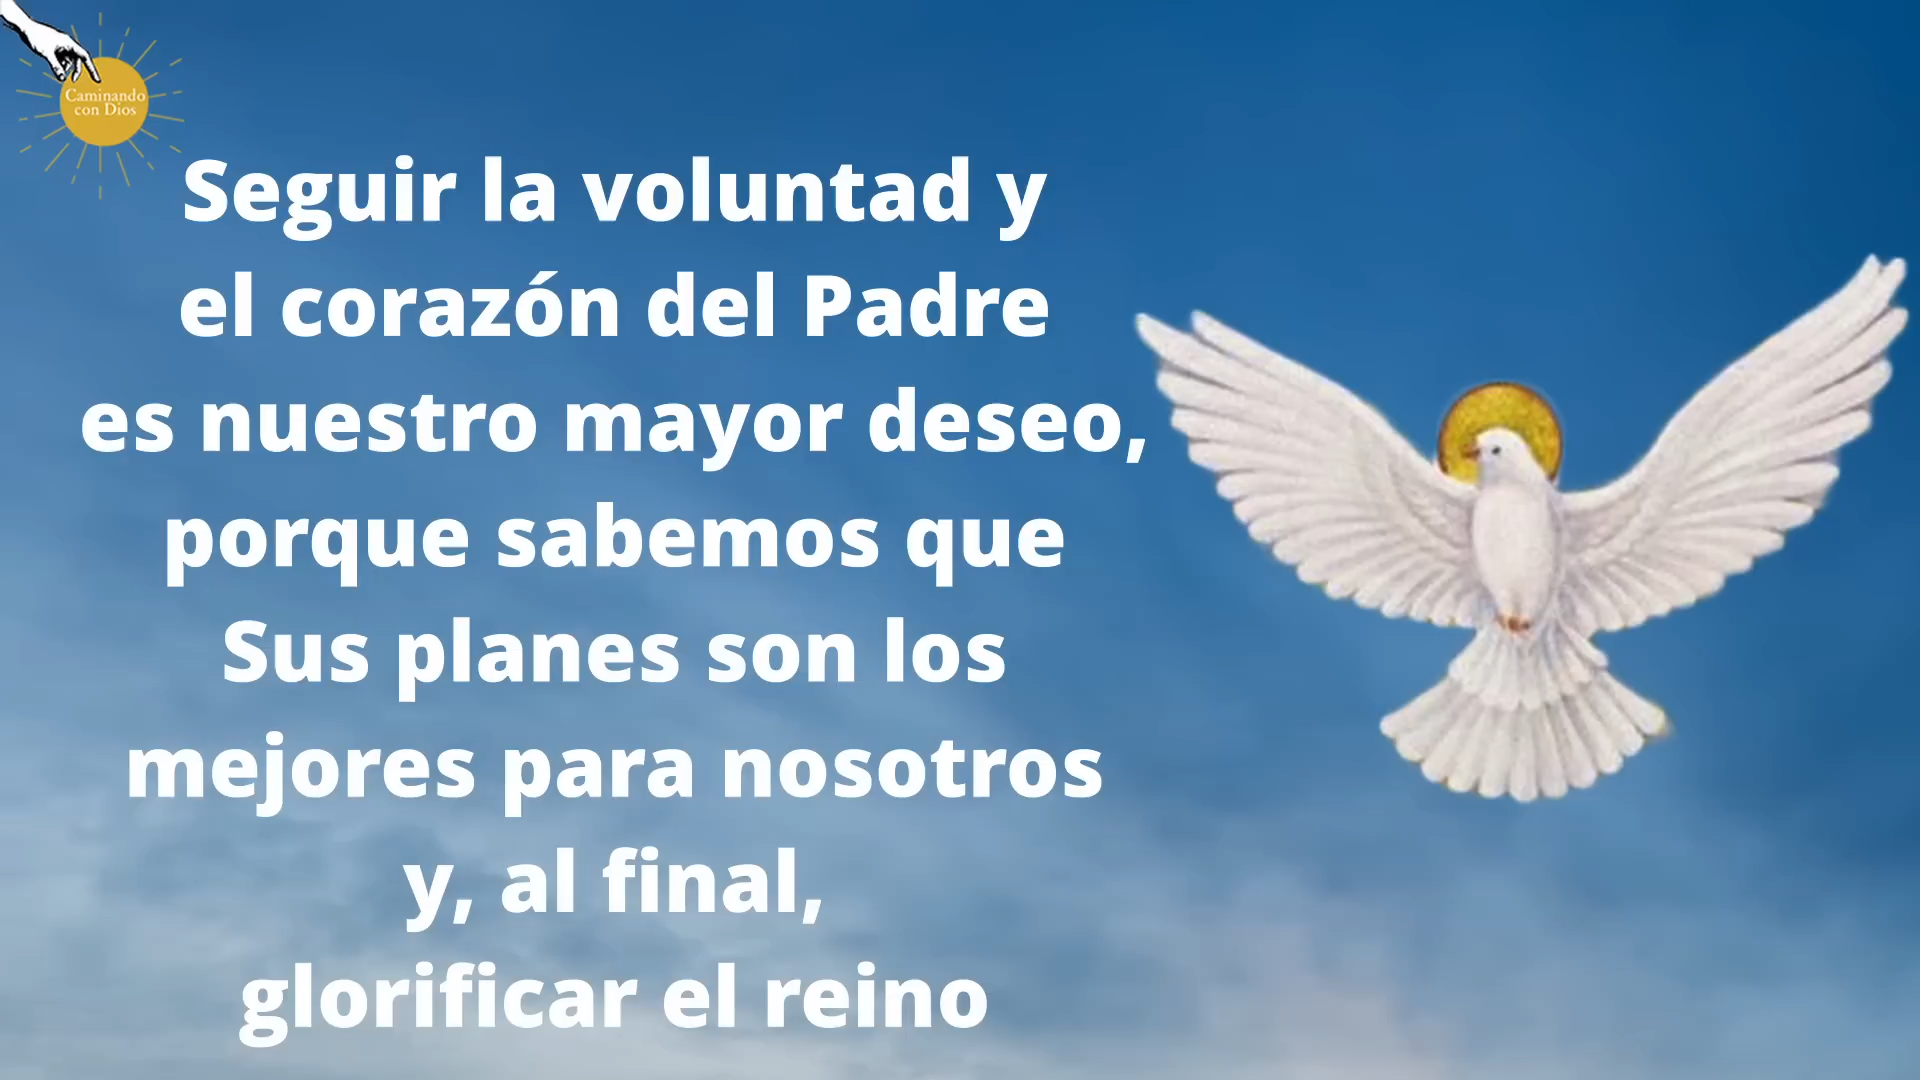 Caminando
con Dios
Seguir la voluntad y
el corazón del Padre
es nuestro mayor deseo,
porque sabemos que
Sus planes son los
mejores para nosotros
y, al final,
glorificar el reino